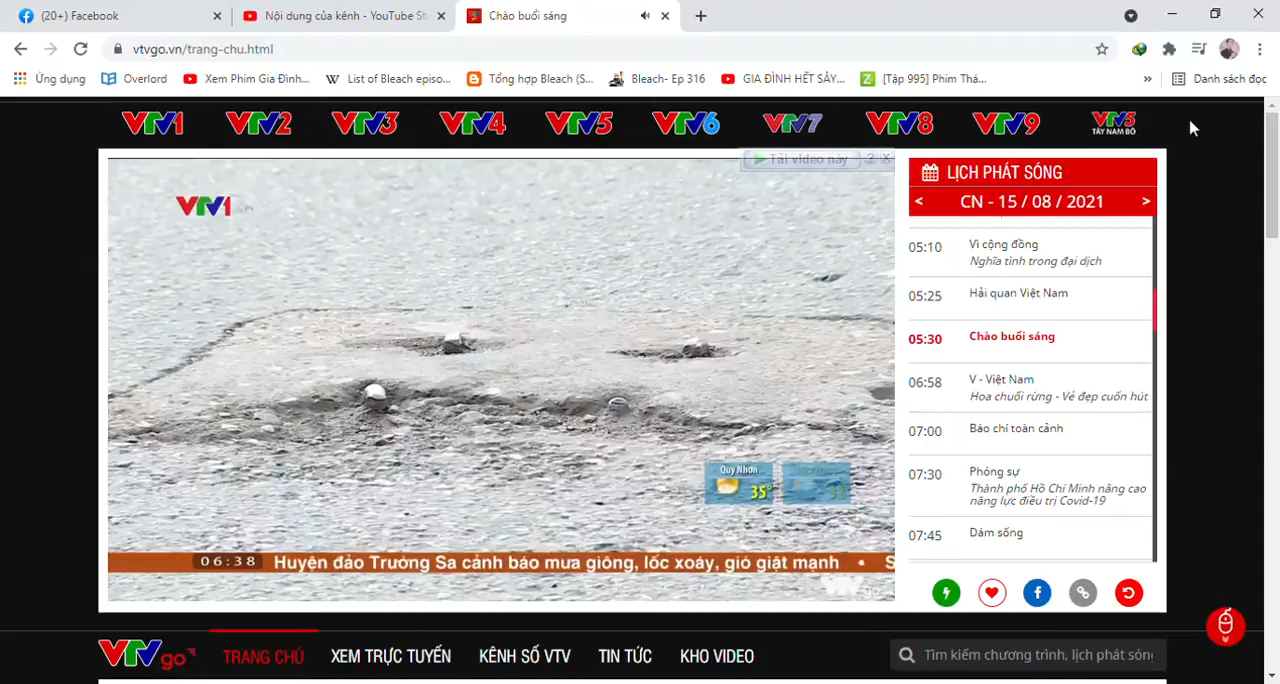 (20+) Facebook
Nội dung của kênh - YouTube St
Chào buổi sáng
vtvgo.vn/trang-chu.html
Ứng dụng
Overlord
Xem Phim Gia Đình...
W List of Bleach episo...
Tổng hợp Bleach (S...
Bleach- Ep 316
GIA ĐÌNH HẾT SẨY...
Z [Tập 995] Phim Thá...
»
Danh sách đọc
VTV1 VTV2 VTV3 VTV4 VTV5 VTV6 VTV7 VTV8 VTV9 VTV5
TÂY NAM BỘ
Tải video này ? X
VTV1
Quy Nhơn
35°
06:38 Huyện đảo Trường Sa cảnh báo mưa giông, lốc xoáy, gió giật mạnh • S
VTVgo
LỊCH PHÁT SÓNG
< CN - 15 / 08 / 2021 >
05:10 Vì cộng đồng
Nghĩa tình trong đại dịch
05:25 Hải quan Việt Nam
05:30 Chào buổi sáng
06:58 V - Việt Nam
Hoa chuối rừng - Vẻ đẹp cuốn hút
07:00 Báo chí toàn cảnh
07:30 Phóng sự
Thành phố Hồ Chí Minh nâng cao
năng lực điều trị Covid-19
07:45 Dám sống
VTVgo TRANG CHỦ XEM TRỰC TUYẾN KÊNH SỐ VTV TIN TỨC KHO VIDEO
Tìm kiếm chương trình, lịch phát sóng